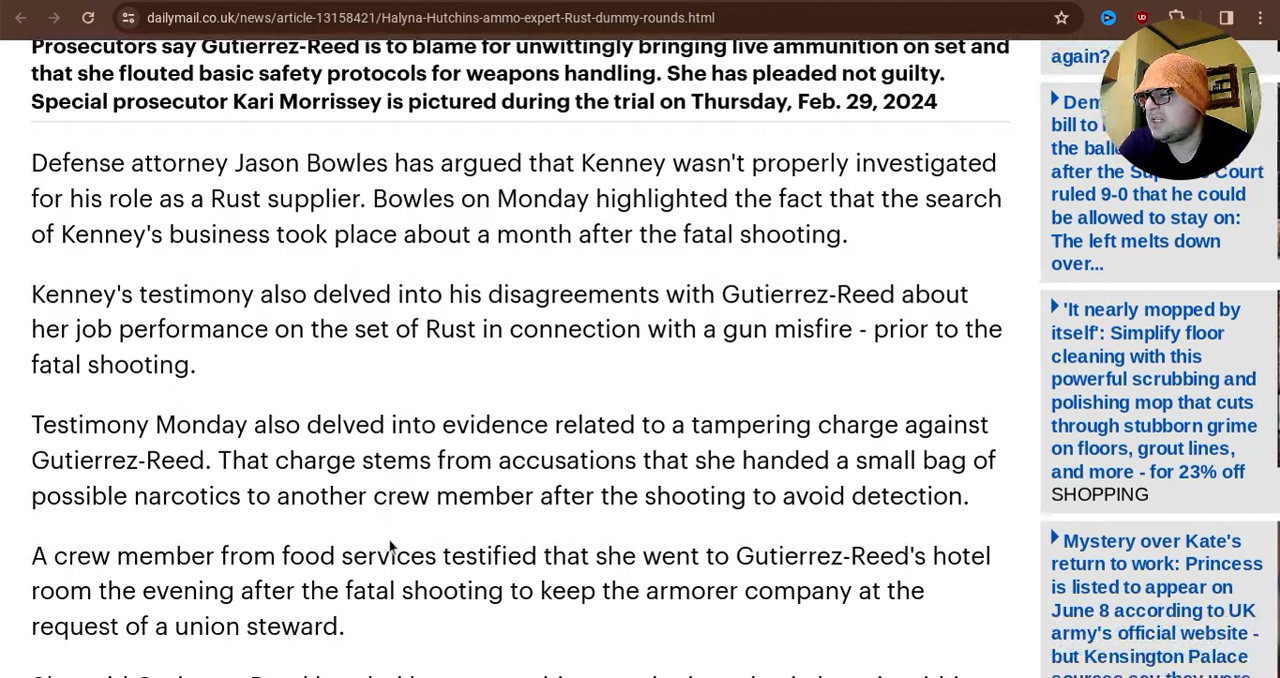 dailymail.co.uk/news/article-13158421/Halyna-Hutchins-ammo-expert-Rust-dummy-rounds.html
Prosecutors say Gutierrez-Reed is to blame for unwittingly bringing live ammunition on set and
that she flouted basic safety protocols for weapons handling. She has pleaded not guilty.
Special prosecutor Kari Morrissey is pictured during the trial on Thursday, Feb. 29, 2024
Defense attorney Jason Bowles has argued that Kenney wasn't properly investigated
for his role as a Rust supplier. Bowles on Monday highlighted the fact that the search
of Kenney's business took place about a month after the fatal shooting.
Kenney's testimony also delved into his disagreements with Gutierrez-Reed about
her job performance on the set of Rust in connection with a gun misfire - prior to the
fatal shooting.
Testimony Monday also delved into evidence related to a tampering charge against
Gutierrez-Reed. That charge stems from accusations that she handed a small bag of
possible narcotics to another crew member after the shooting to avoid detection.
A crew member from food services testified that she went to Gutierrez-Reed's hotel
room the evening after the fatal shooting to keep the armorer company at the
request of a union steward.
again?
bill to
the
after the Court
ruled 9-0 that he could
be allowed to stay on:
The left melts down
over...
'It nearly mopped by
itself': Simplify floor
cleaning with this
powerful scrubbing and
polishing mop that cuts
through stubborn grime
on floors, grout lines,
and more - for 23% off
SHOPPING
Mystery over Kate's
return to work: Princess
is listed to appear on
June 8 according to UK
army's official website -
but Kensington Palace